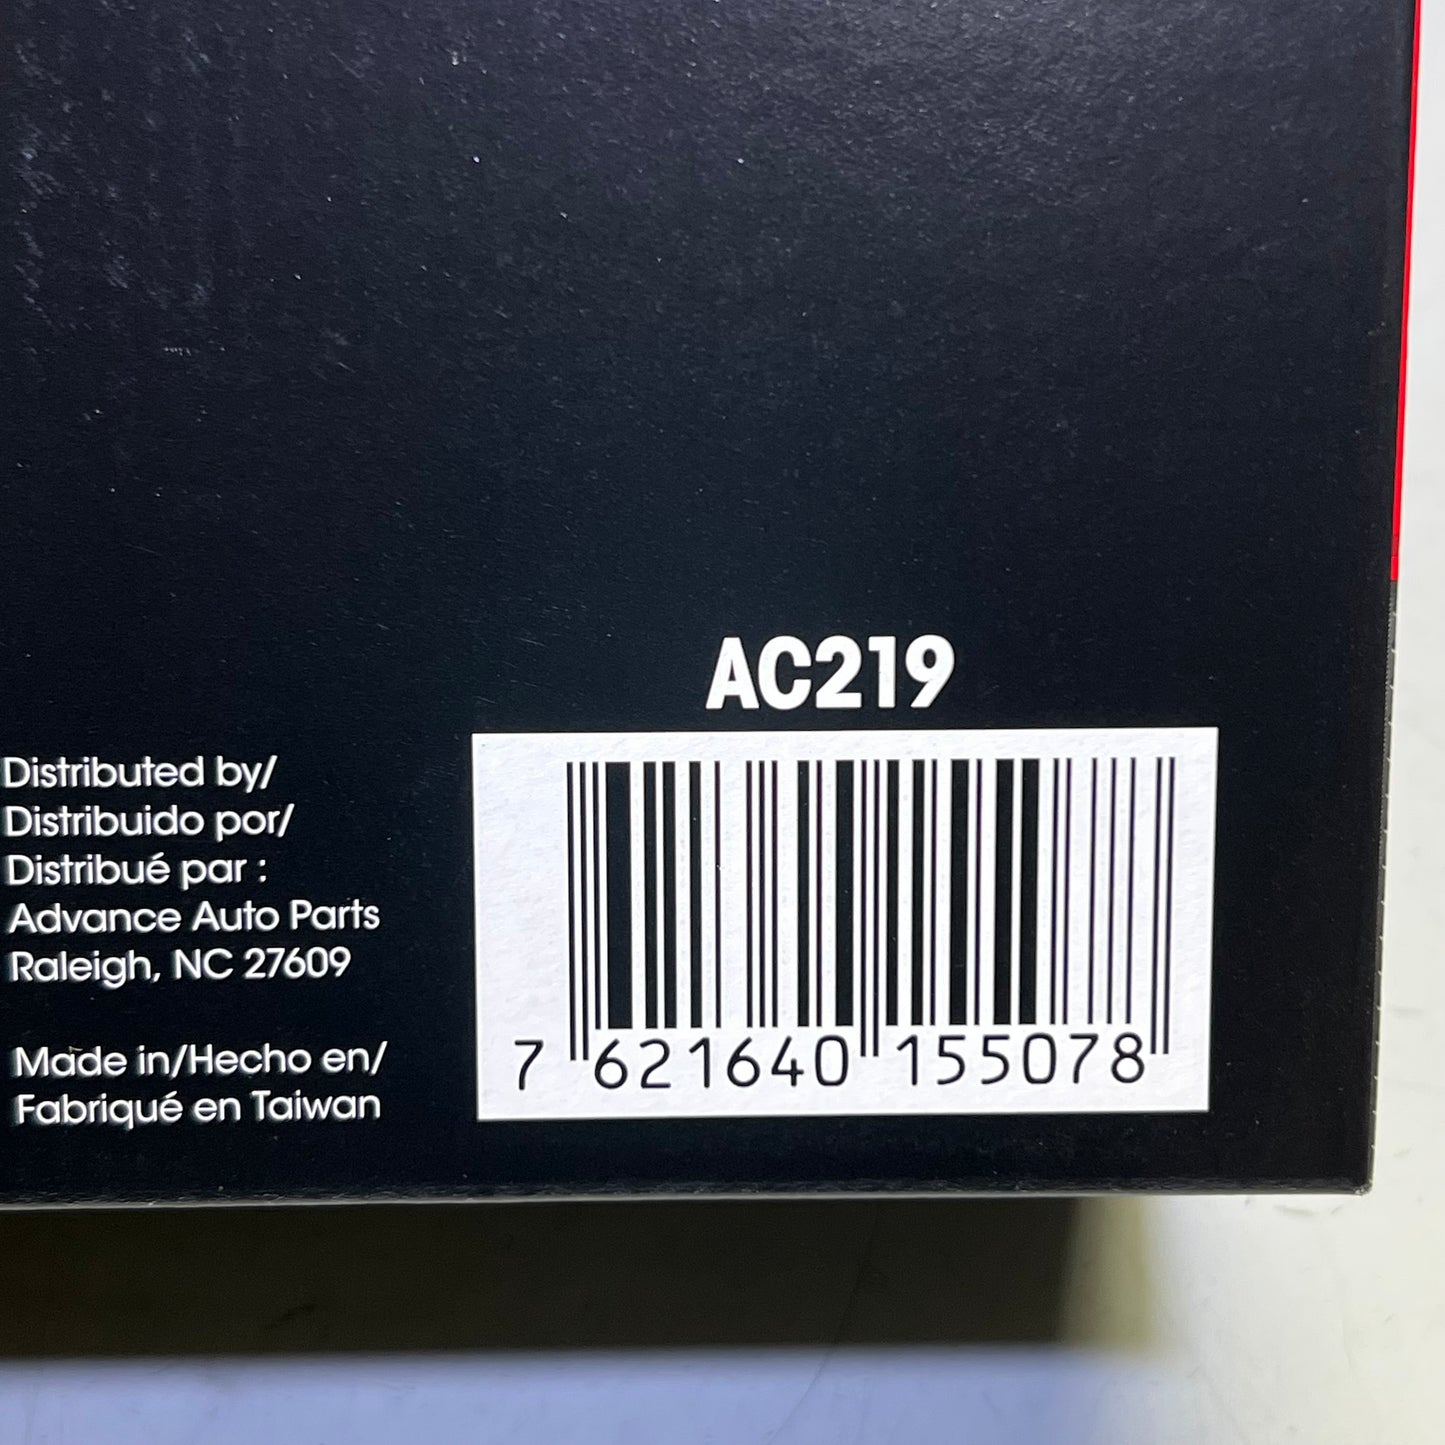 AC219
Distributed by/
Distribuido por/
Distribué par :
Advance Auto Parts
Raleigh, NC 27609
Made in/Hecho en/
Fabriqué en Taiwan
7 621640 155078